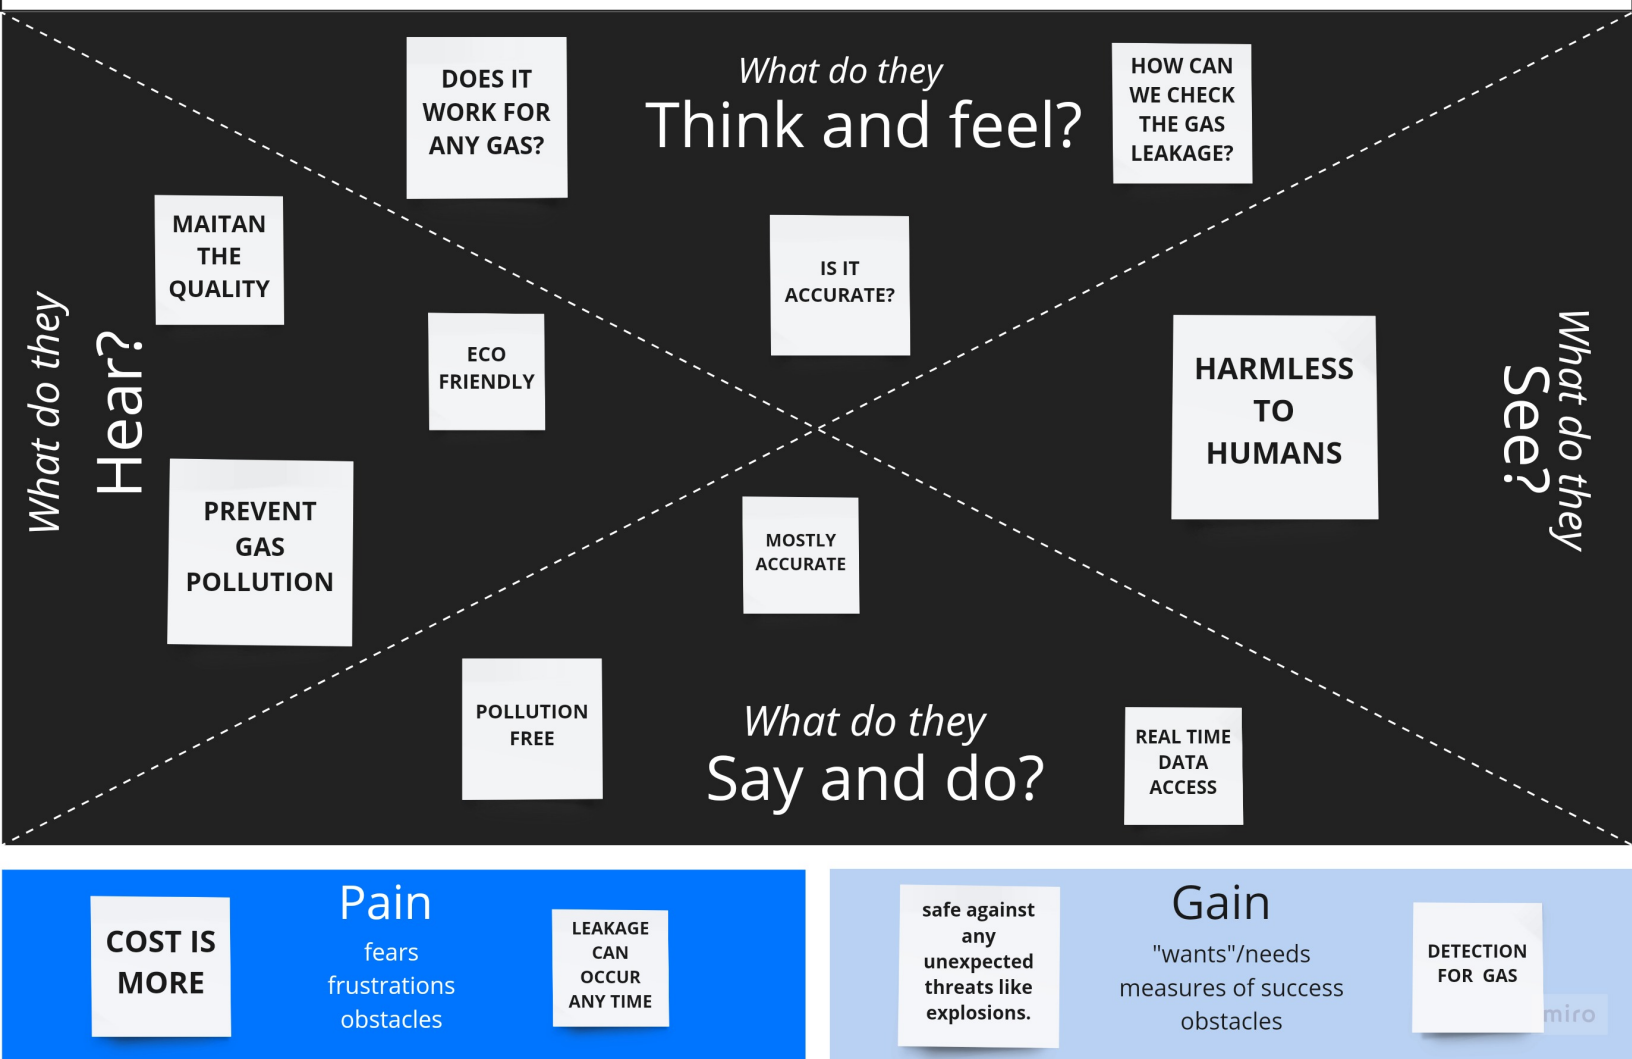 DOES IT
WORK FOR
ANY GAS?
What do they
Think and feel?
HOW CAN
WE CHECK
THE GAS
LEAKAGE?
IS IT
ACCURATE?
What do they
Hear?
MAITAN
THE
QUALITY
ECO
FRIENDLY
PREVENT
GAS
POLLUTION
HARMLESS
TO
HUMANS
What do they
See?
MOSTLY
ACCURATE
POLLUTION
FREE
What do they
Say and do?
REAL TIME
DATA
ACCESS
COST IS
MORE
Pain
fears
frustrations
obstacles
LEAKAGE
CAN
OCCUR
ANY TIME
safe against
any
unexpected
threats like
explosions.
Gain
"wants"/needs
measures of success
obstacles
DETECTION
FOR GAS
miro